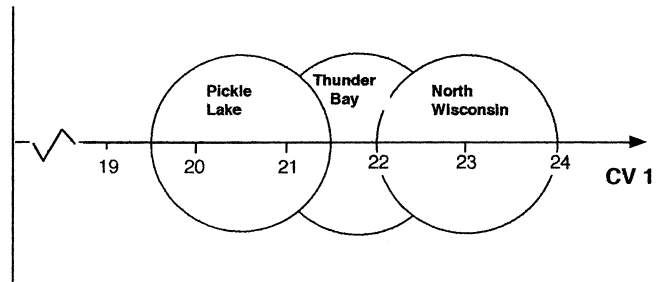 Pickle
Lake
Thunder
Bay
North
Wisconsin
19
20
21
22
23
24
CV 1